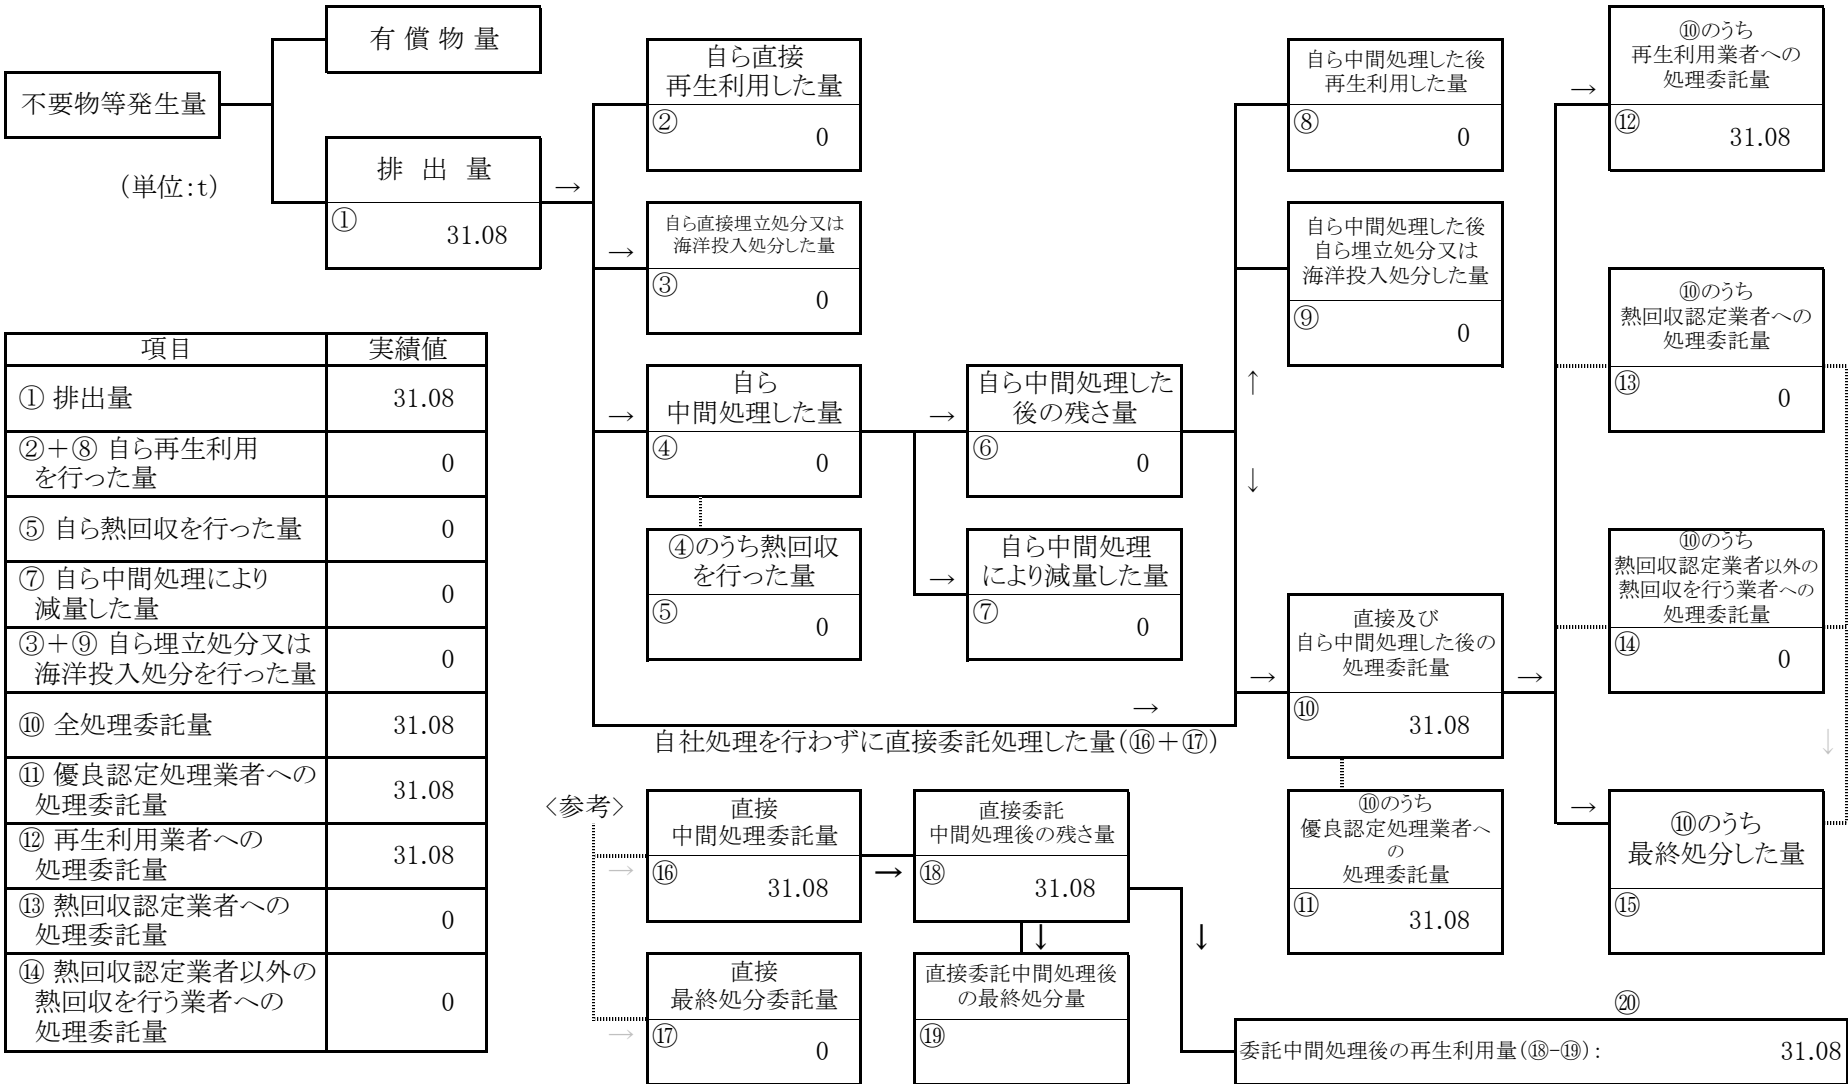 不要物等発生量
(単位:t)
有 償 物 量
排 出 量
①
31.08
→
自ら直接
再生利用した量
②
0
→
自ら直接埋立処分又は
海洋投入処分した量
③
0
→
自ら
中間処理した量
④
0
④のうち熱回収
を行った量
⑤
0
→
自ら中間処理した
後の残さ量
⑥
0
→
自ら中間処理
により減量した量
⑦
0
→
自社処理を行わずに直接委託処理した量(⑯+⑰)
↑
↓
自ら中間処理した後
再生利用した量
⑧
0
自ら中間処理した後
自ら埋立処分又は
海洋投入処分した量
⑨
0
→
直接及び
自ら中間処理した後の
処理委託量
⑩
31.08
⑩のうち
優良認定処理業者へ
の
処理委託量
⑪
31.08
→
→
⑩のうち
再生利用業者への
処理委託量
⑫
31.08
⑩のうち
熱回収認定業者への
処理委託量
⑬
0
⑩のうち
熱回収認定業者以外の
熱回収を行う業者への
処理委託量
⑭
0
↓
→
⑩のうち
最終処分した量
⑮
項目 実績値
① 排出量 31.08
②+⑧ 自ら再生利用
を行った量 0
⑤ 自ら熱回収を行った量 0
⑦ 自ら中間処理により
減量した量 0
③+⑨ 自ら埋立処分又は
海洋投入処分を行った量 0
⑩ 全処理委託量 31.08
⑪ 優良認定処理業者への
処理委託量 31.08
⑫ 再生利用業者への
処理委託量 31.08
⑬ 熱回収認定業者への
処理委託量 0
⑭ 熱回収認定業者以外の
熱回収を行う業者への
処理委託量 0
<参考>
→
直接
中間処理委託量
⑯
31.08
→
直接委託
中間処理後の残さ量
⑱
31.08
↓
↓
→
直接
最終処分委託量
⑰
0
直接委託中間処理後
の最終処分量
⑲
⑳
委託中間処理後の再生利用量(⑱-⑲): 31.08